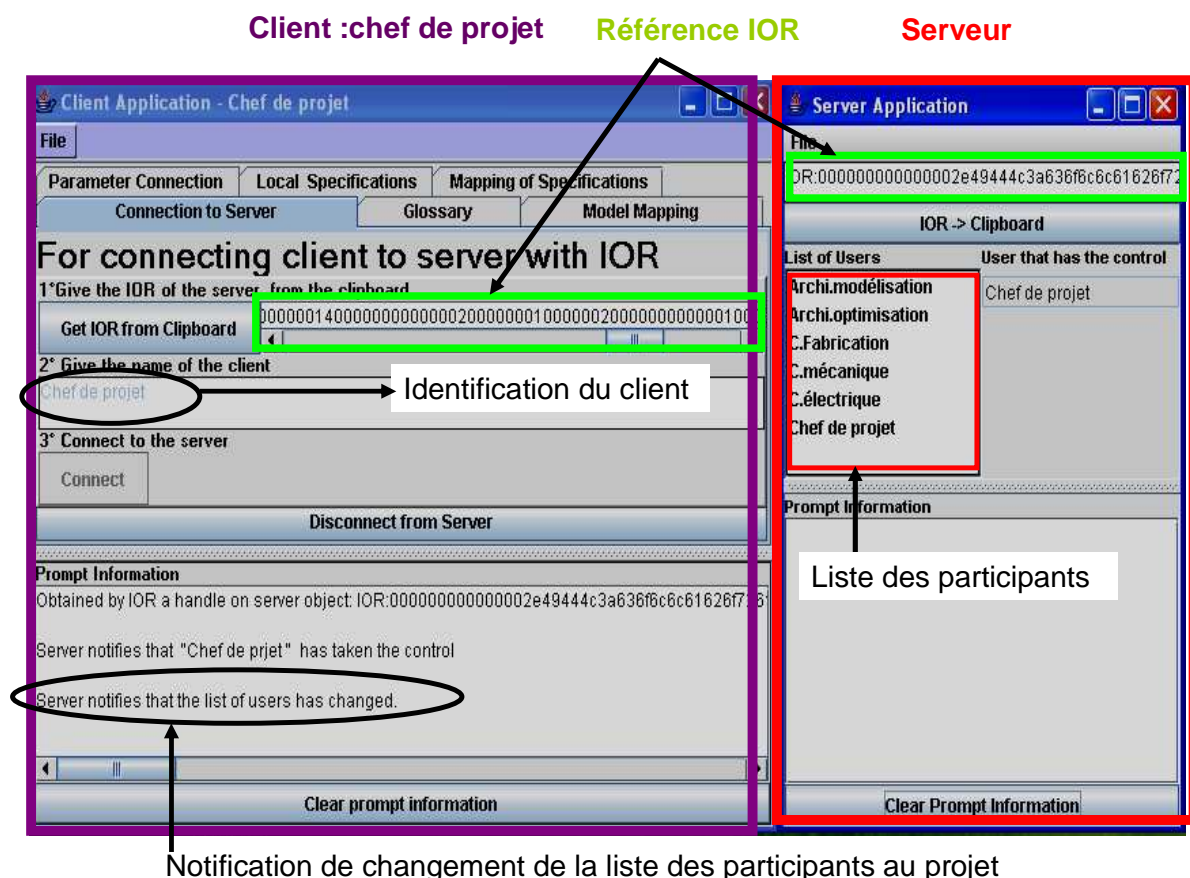 Client :chef de projet Référence IOR Serveur
Client Application - Chef de projet
File
Parameter Connection Local Specifications Mapping of Specifications
Connection to Server Glossary Model Mapping
For connecting client to server with IOR
1°Give the IOR of the server from the clipboard
Get IOR from Clipboard
2° Give the name of the client
Chef de projet
Identification du client
3° Connect to the server
Connect
Disconnect from Server
Prompt Information
Obtained by IOR a handle on server object: IOR:000000000000002e49444c3a636f6c6c61626f72
Server notifies that "Chef de prjet" has taken the control
Server notifies that the list of users has changed.
Clear prompt information
Server Application
File
IOR -> Clipboard
List of Users User that has the control
Archi.modélisation Chef de projet
Archi.optimisation
C.Fabrication
C.mécanique
C.électrique
Chef de projet
Prompt Information
Liste des participants
Clear Prompt Information
Notification de changement de la liste des participants au projet